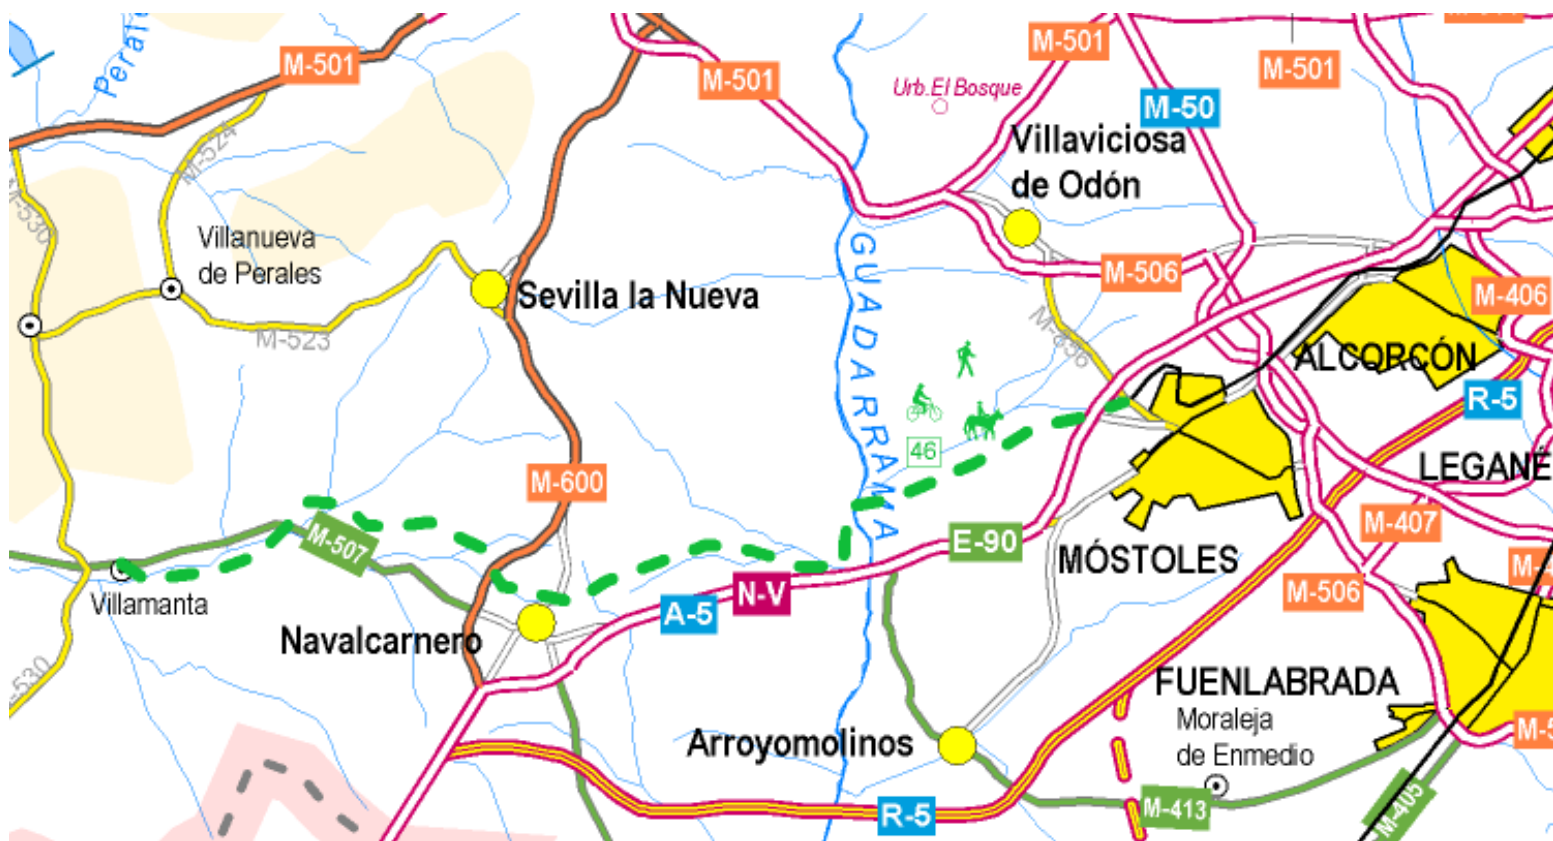 M-501
M-501
M-501
M-501
Urb.El Bosque
M-50
Villaviciosa
de Odón
M-524
M-530
Villanueva
de Perales
GUADARRAMA
M-506
M-406
Sevilla la Nueva
M-523
M-856
ALCORCÓN
R-5
46
LEGANÉ
M-600
M-407
M-507
E-90
MÓSTOLES
N-V
A-5
M-506
Villamanta
Navalcarnero
M-530
FUENLABRADA
Moraleja
de Enmedio
Arroyomolinos
R-5
M-413
M-405